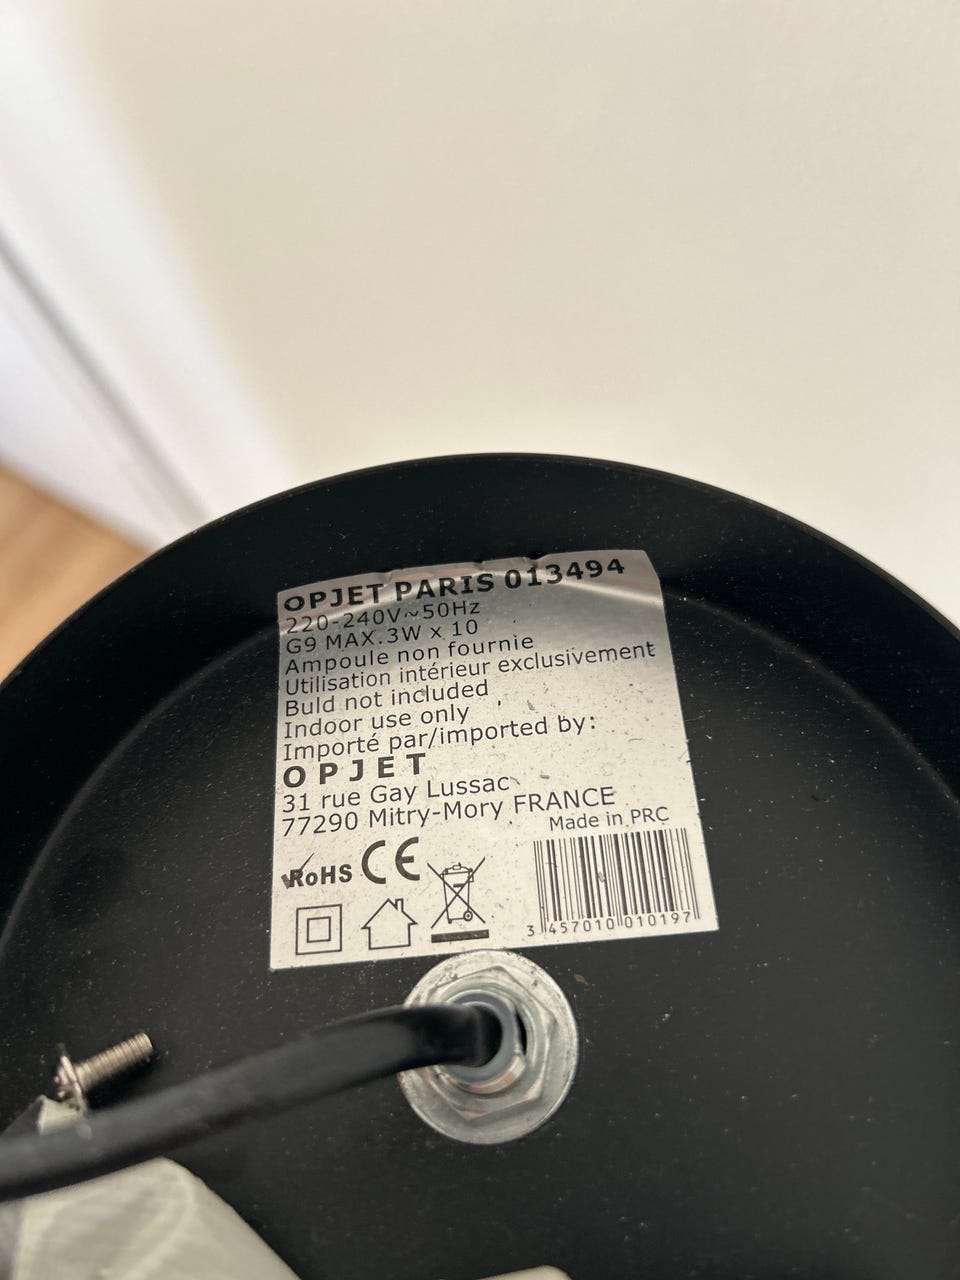 OPJET PARIS 013494
220-240V~50Hz
G9 MAX.3W x 10
Ampoule non fournie
Utilisation intérieur exclusivement
Buld not included
Indoor use only
Importé par/imported by:
OPJET
31 rue Gay Lussac
77290 Mitry-Mory FRANCE
Made in PRC
RoHS CE
3 457010 010197